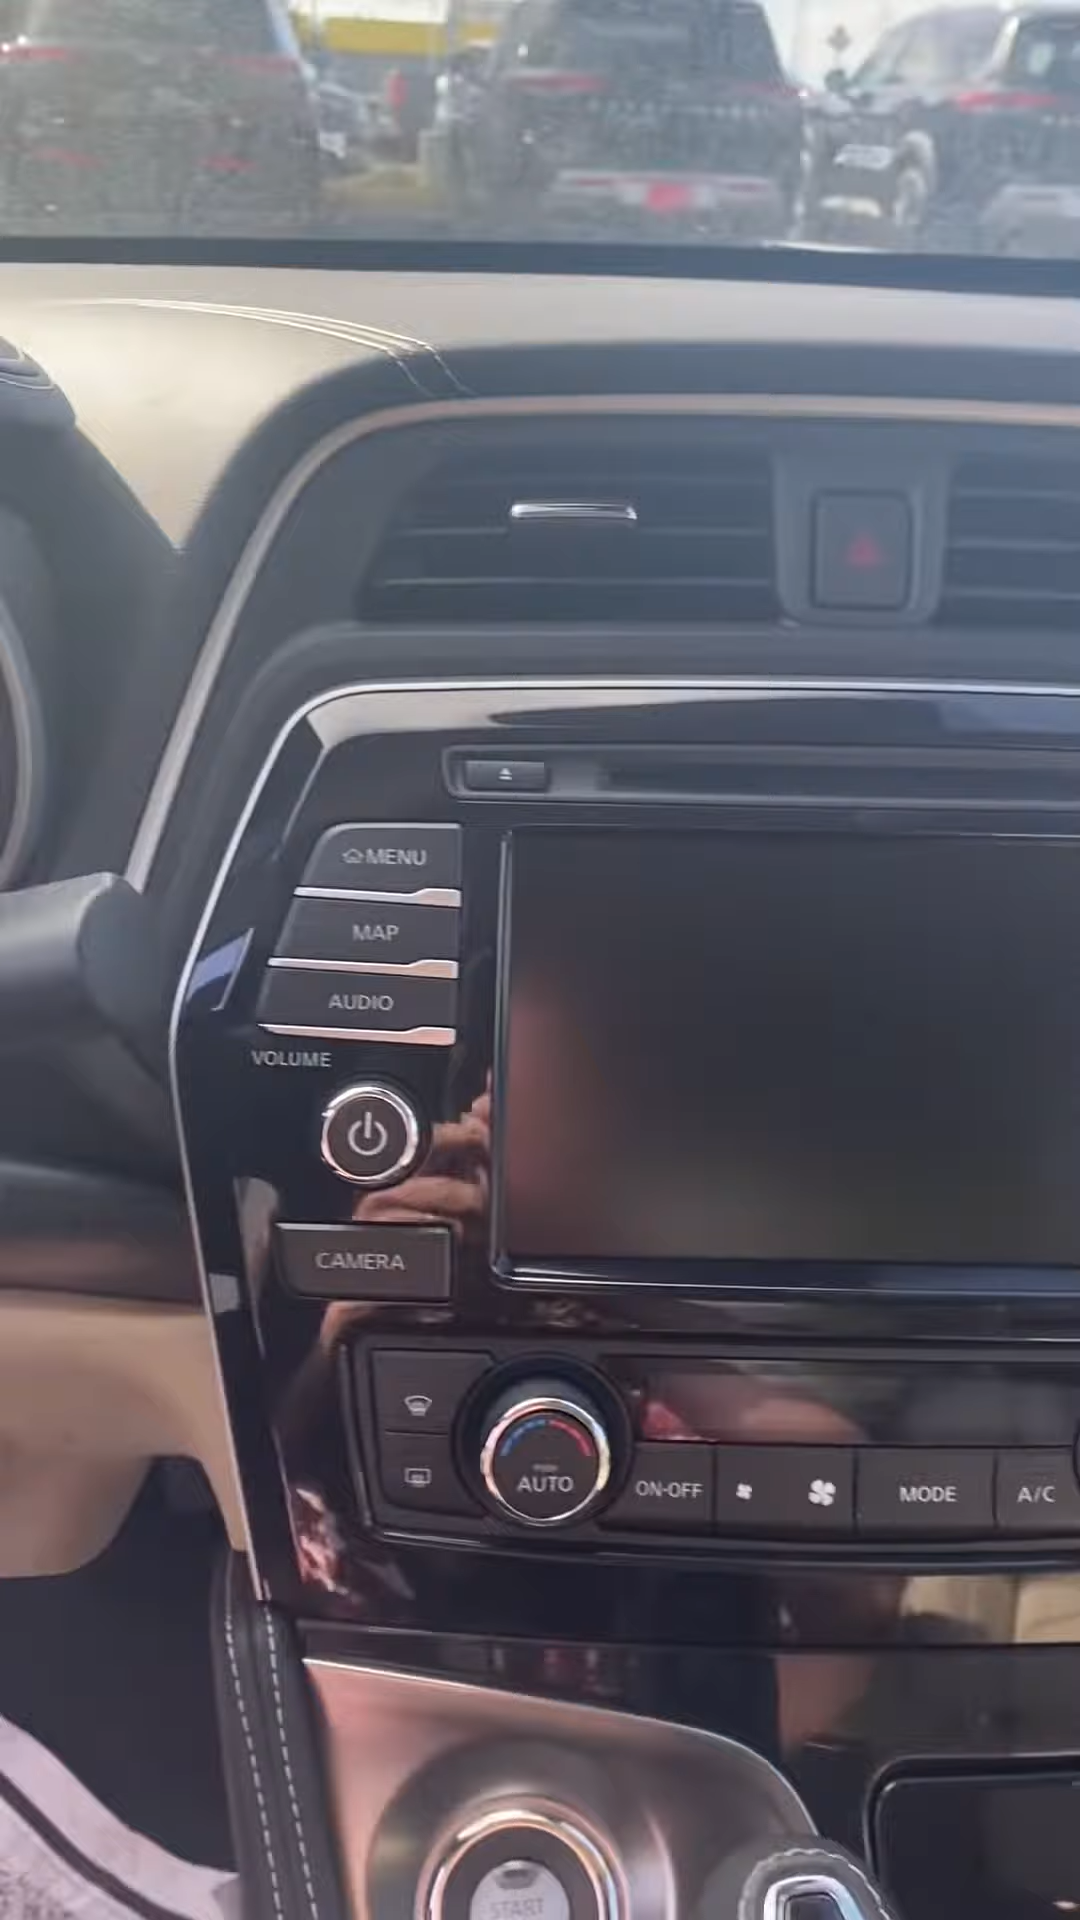 MENU
MAP
AUDIO
VOLUME
CAMERA
AUTO
ON-OFF
MODE
A/C
START